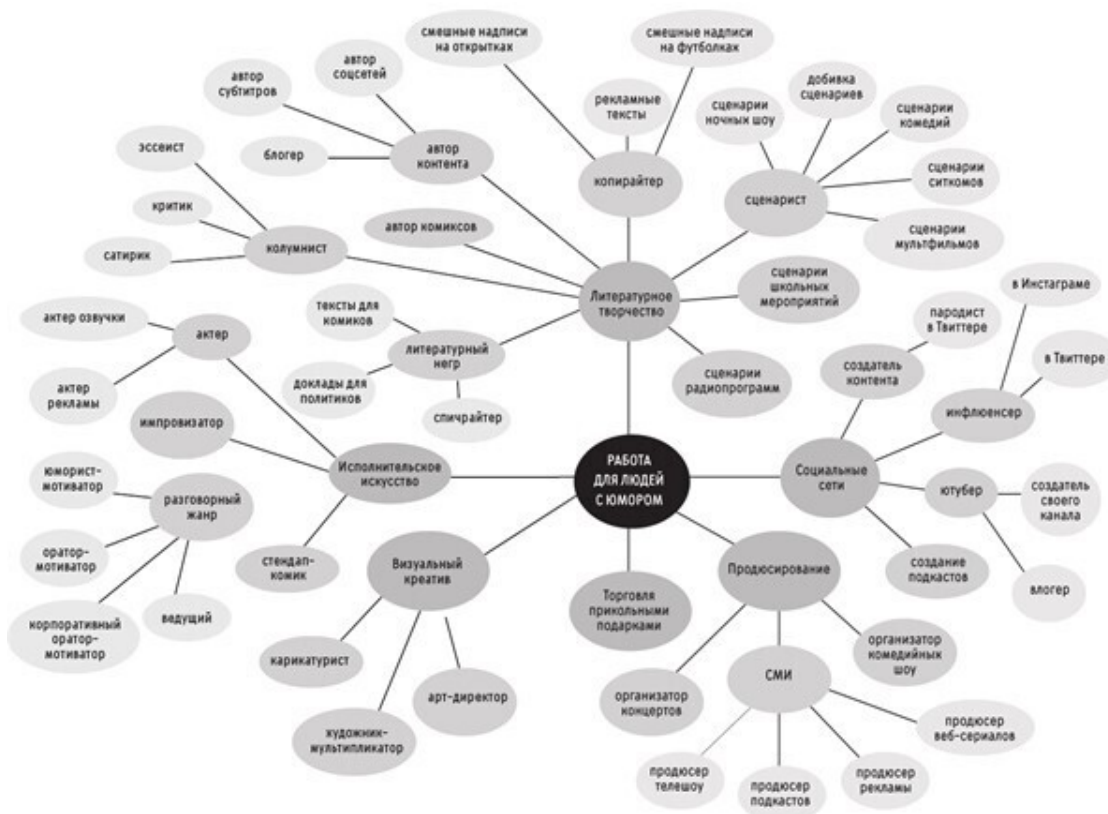 смешные надписи
на открытках
смешные надписи
на футболках
автор
соцсетей
автор
субтитров
блогер
автор
контента
рекламные
тексты
копирайтер
сценарии
ночных шоу
добивка
сценариев
сценарии
комедий
сценарии
ситкомов
сценарии
мультфильмов
сценарист
эссеист
критик
сатирик
колумнист
автор комиксов
Литературное
творчество
сценарии
школьных
мероприятий
сценарии
радиопрограмм
тексты для
комиков
литературный
негр
доклады для
политиков
спичрайтер
актер озвучки
актер
актер
рекламы
импровизатор
Исполнительское
искусство
юморист-
мотиватор
разговорный
жанр
оратор-
мотиватор
корпоративный
оратор-
мотиватор
ведущий
стендап-
комик
РАБОТА
ДЛЯ ЛЮДЕЙ
С ЮМОРОМ
в Инстаграме
пародист
в Твиттере
в Твиттере
создатель
контента
инфлюенсер
Социальные
сети
ютубер
создатель
своего
канала
влогер
создание
подкастов
Визуальный
креатив
карикатурист
художник-
мультипликатор
арт-директор
Торговля
прикольными
подарками
Продюсирование
организатор
концертов
СМИ
организатор
комедийных
шоу
продюсер
телешоу
продюсер
подкастов
продюсер
рекламы
продюсер
веб-сериалов